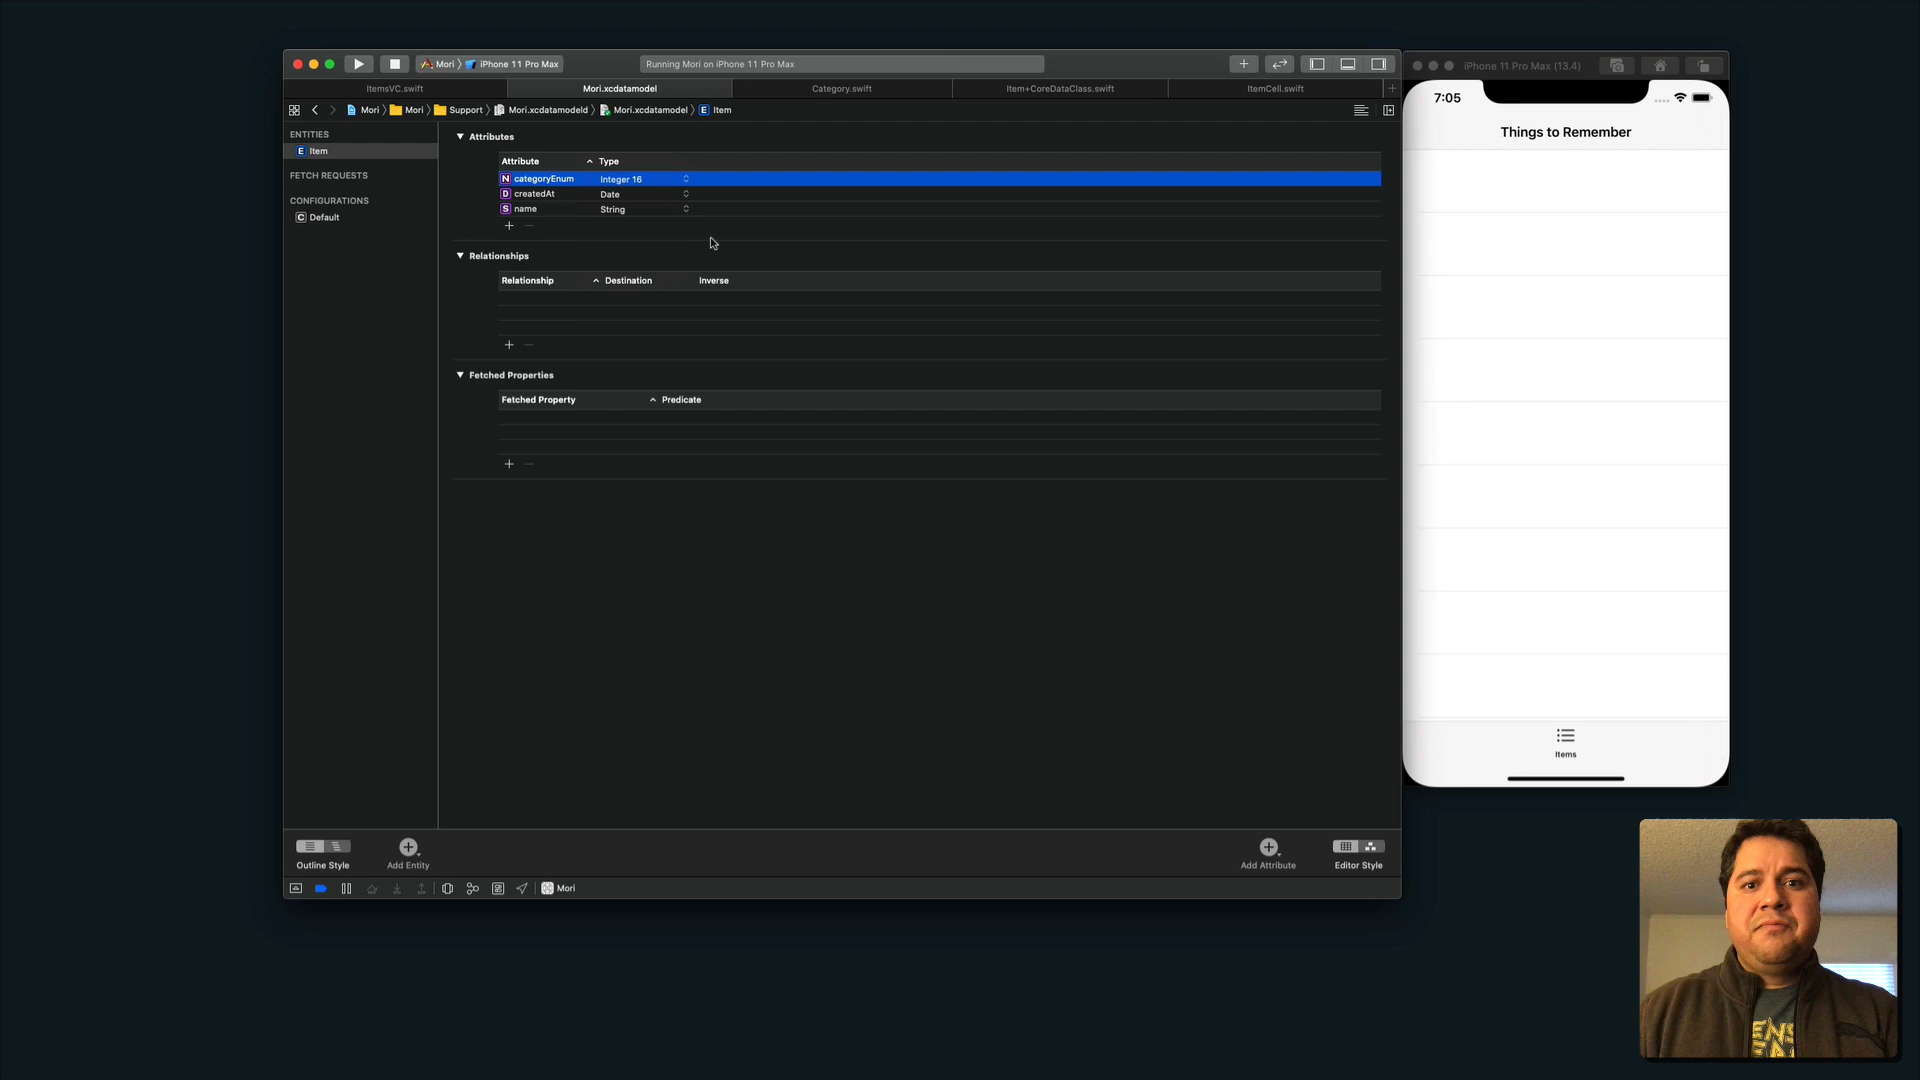 Mori 〉 iPhone 11 Pro Max
Running Mori on iPhone 11 Pro Max
iPhone 11 Pro Max (13.4)
ItemsVC.swift
Mori.xcdatamodel
Category.swift
Item+CoreDataClass.swift
ItemCell.swift
Mori 〉 Mori 〉 Support 〉 Mori.xcdatamodeld 〉 Mori.xcdatamodel 〉 E Item
ENTITIES
E Item
FETCH REQUESTS
CONFIGURATIONS
C Default
Attributes
Attribute Type
N categoryEnum Integer 16
D createdAt Date
S name String
Relationships
Relationship Destination Inverse
Fetched Properties
Fetched Property Predicate
Outline Style
Add Entity
Add Attribute
Editor Style
Mori
7:05
Things to Remember
Items